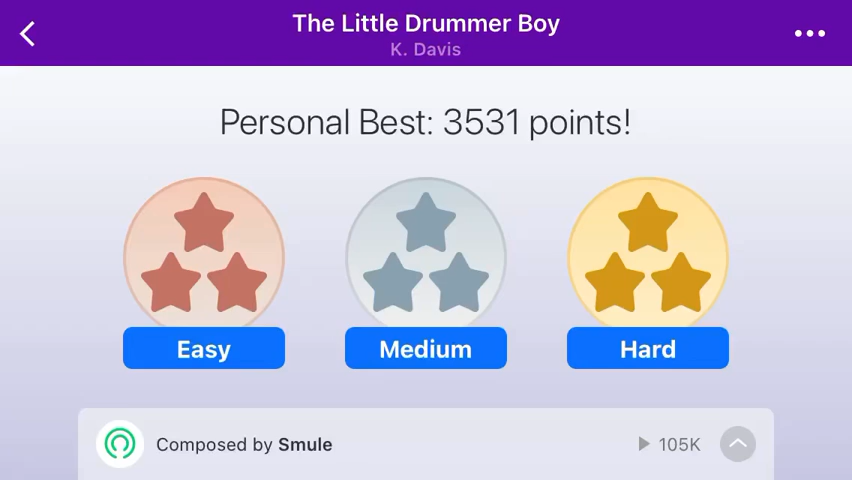 The Little Drummer Boy
K. Davis
Personal Best: 3531 points!
Easy Medium Hard
Composed by Smule 105K